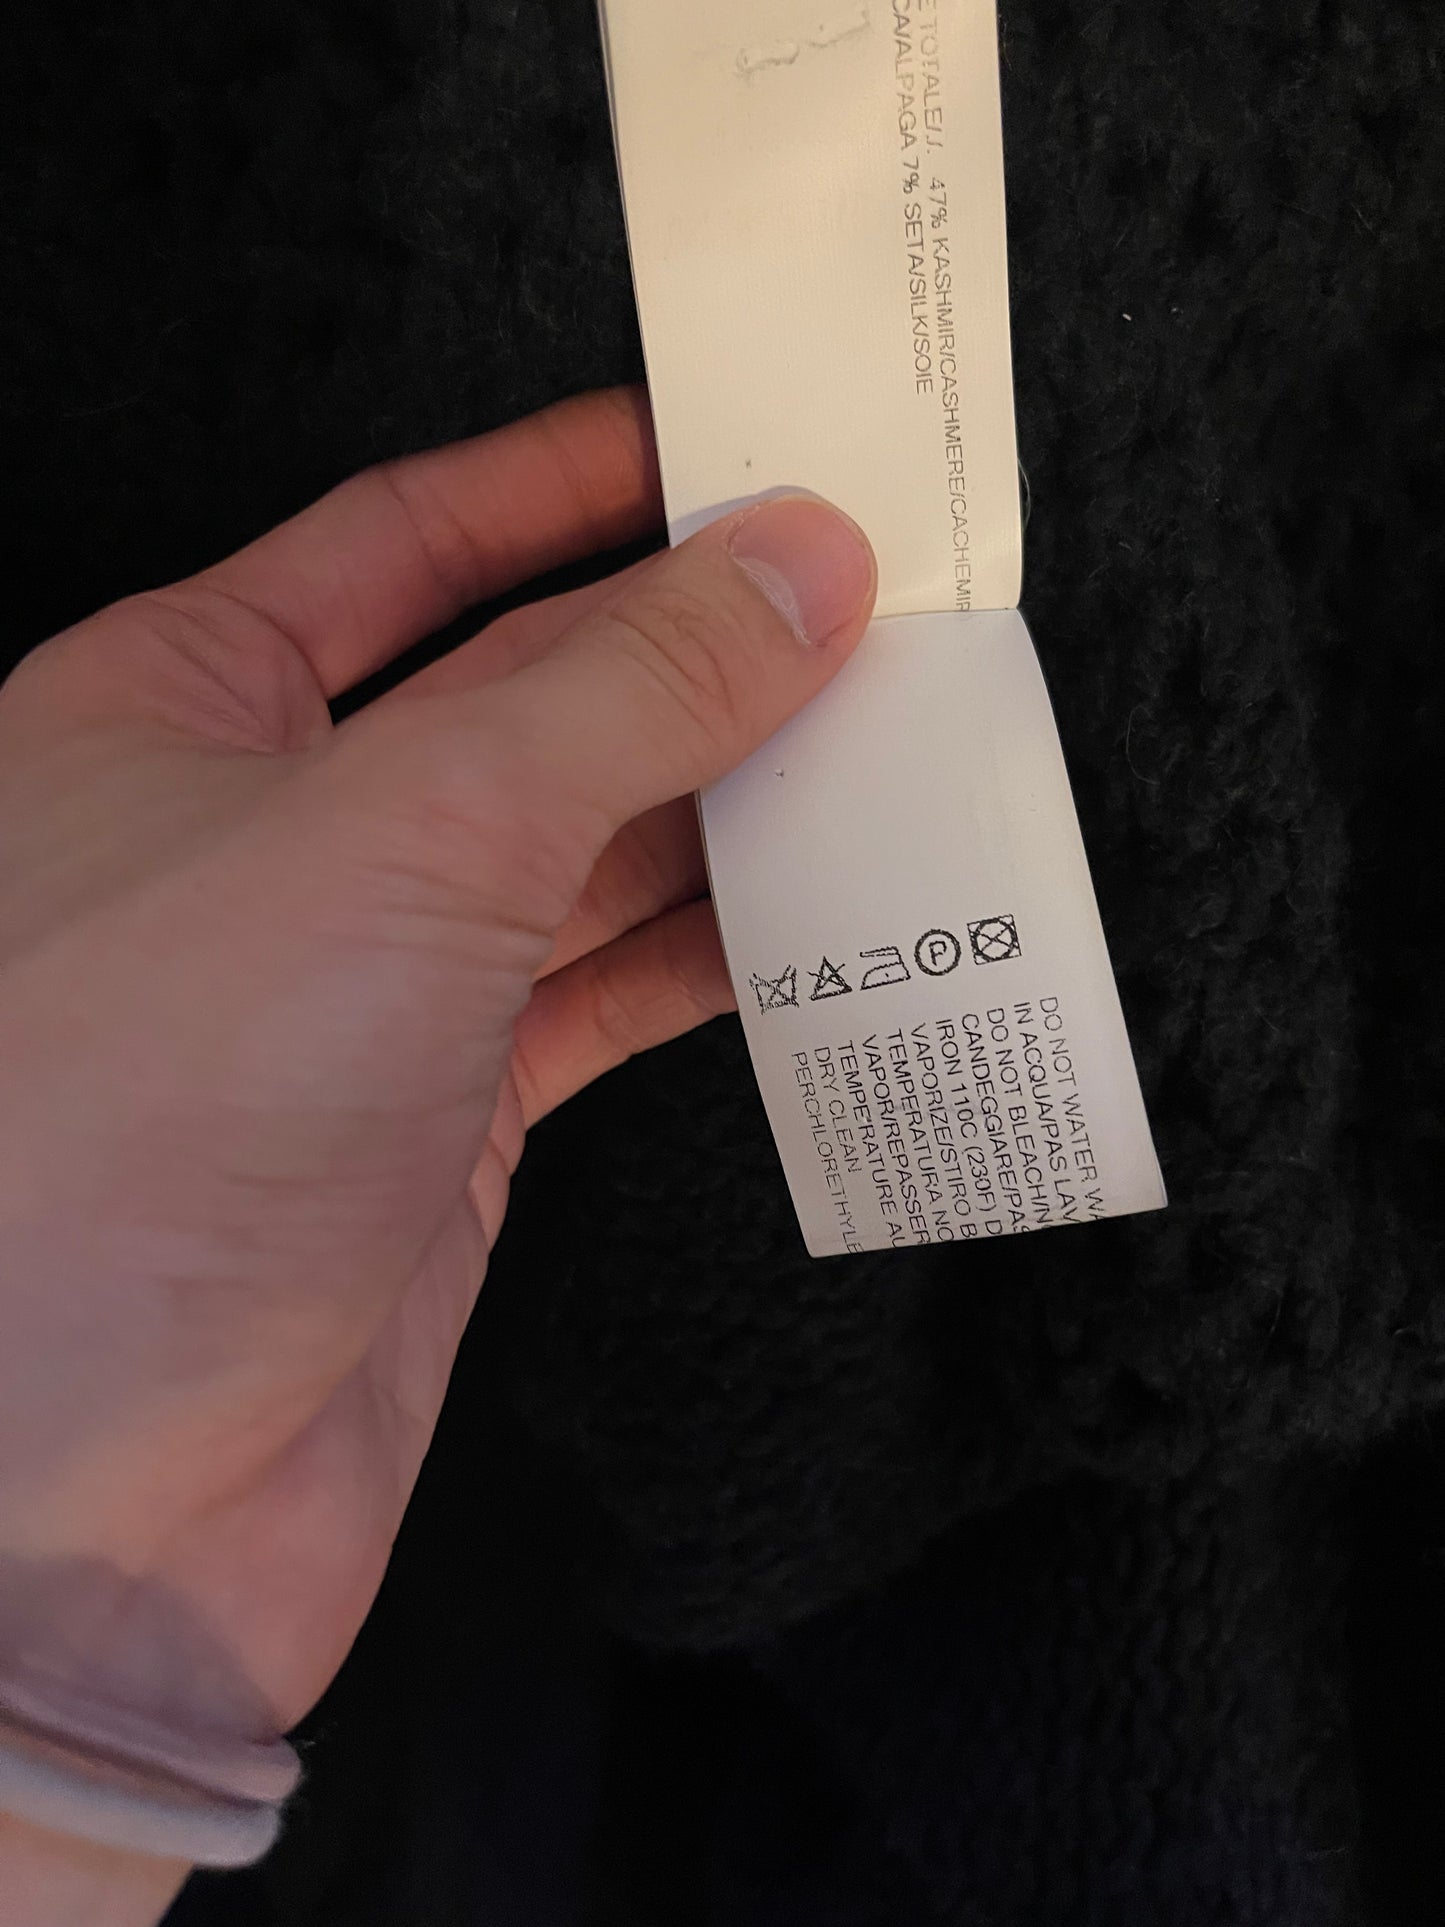 E TOTALE/J. 47% KASHMIR/CASHMERE/CACHEMIR
CA/ALPAGA 7% SETA/SILK/SOIE
P
DO NOT WATER
IN ACQUA/PAS LAV
DO NOT BLEACH/N
CANDEGGIARE/PAS
IRON 110C (230F) D
VAPORIZE/STIRO B
TEMPERATURA NO
VAPOR/REPASSER
TEMPERATURE AU
DRY CLEAN
PERCHLORETHYLE